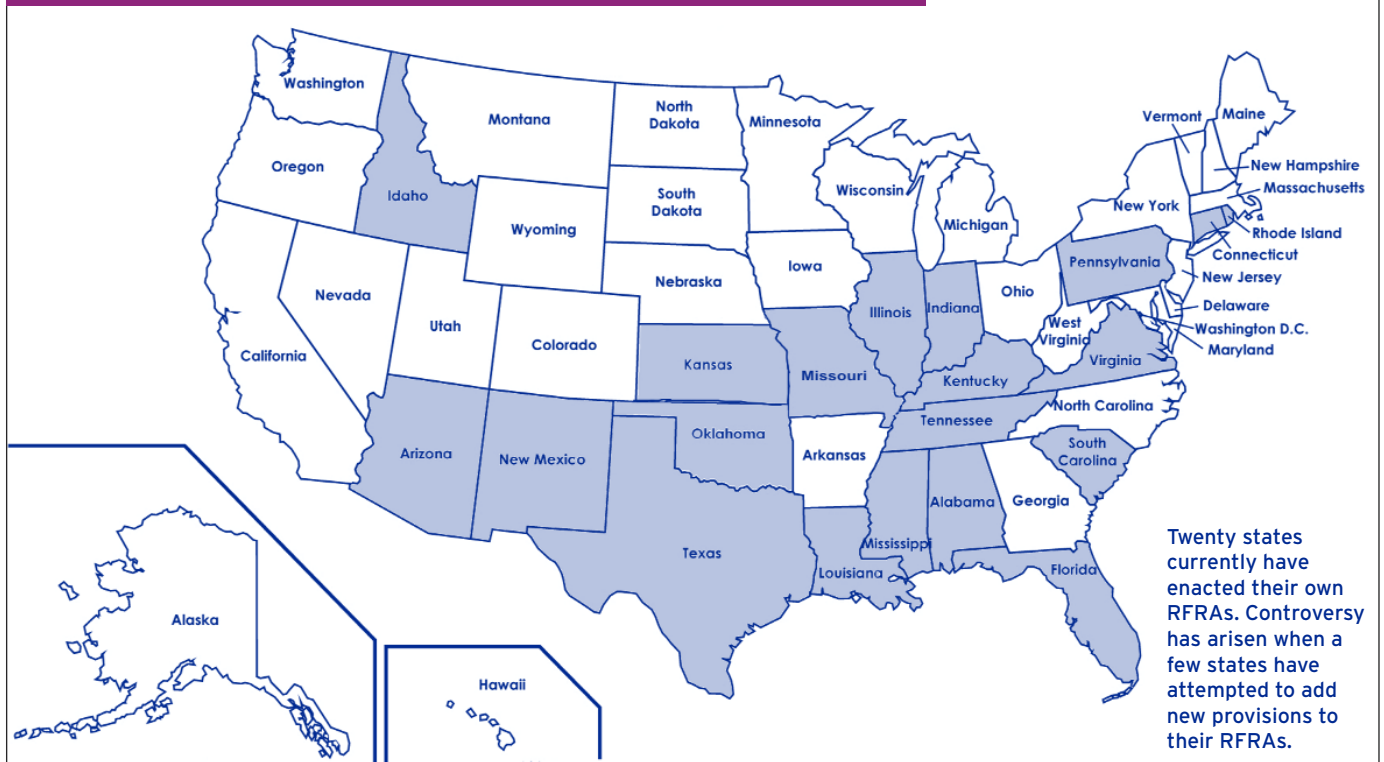 Washington
Montana
North
Dakota
Minnesota
Vermont
Maine
Oregon
Idaho
South
Dakota
Wisconsin
Michigan
New York
New Hampshire
Massachusetts
Rhode Island
Connecticut
Wyoming
Iowa
Nebraska
Pennsylvania
New Jersey
Nevada
Utah
Colorado
Illinois
Indiana
Ohio
Delaware
Washington D.C.
Maryland
West
Virginia
Virginia
California
Kansas
Missouri
Kentucky
North Carolina
Tennessee
Oklahoma
Arizona
New Mexico
Arkansas
South
Carolina
Alabama
Georgia
Mississippi
Texas
Louisiana
Florida
Alaska
Hawaii
Twenty states
currently have
enacted their own
RFRAs. Controversy
has arisen when a
few states have
attempted to add
new provisions to
their RFRAs.